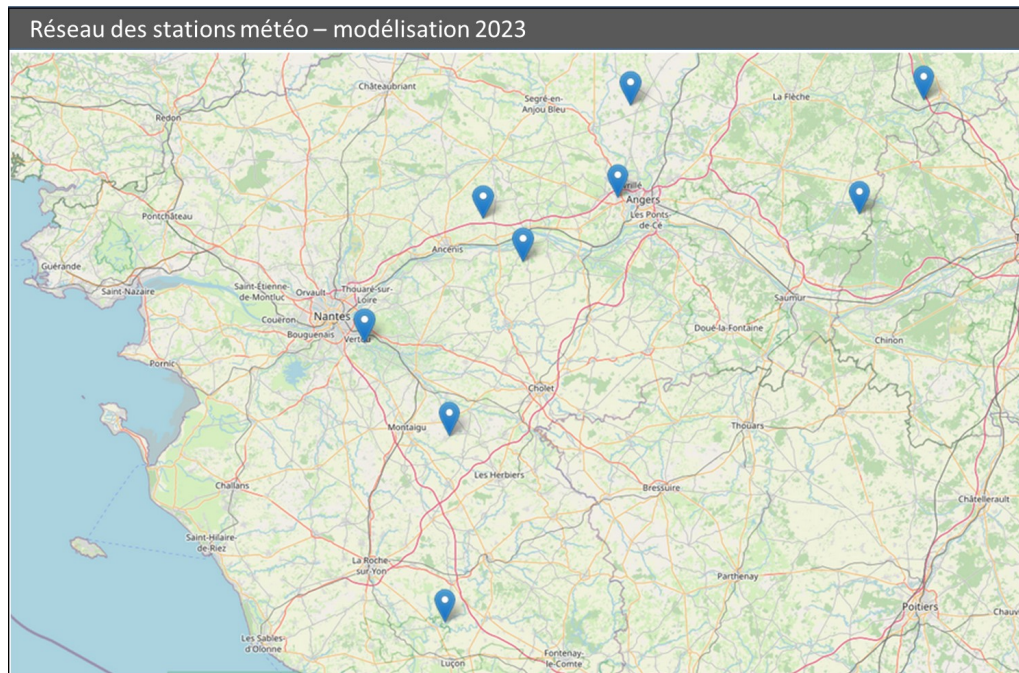 Réseau des stations météo – modélisation 2023
Châteaubriant
Segré-en-
Anjou Bleu
La Flèche
Redon
Pontchâteau
Angers
Les Ponts-
de-Cé
Ancenis
Guérande
Saint-Nazaire
Saint-Étienne-
de-Montluc
Orvault
Thouaré-sur-
Loire
Saumur
Couëron
Nantes
Bouguenais
Doué-la-Fontaine
Chinon
Pornic
Cholet
Montaigu
Thouars
Les Herbiers
Challans
Bressuire
Châtellerault
Saint-Hilaire-
de-Riez
La Roche-
sur-Yon
Parthenay
Poitiers
Les Sables-
d'Olonne
Luçon
Fontenay-
le-Comte